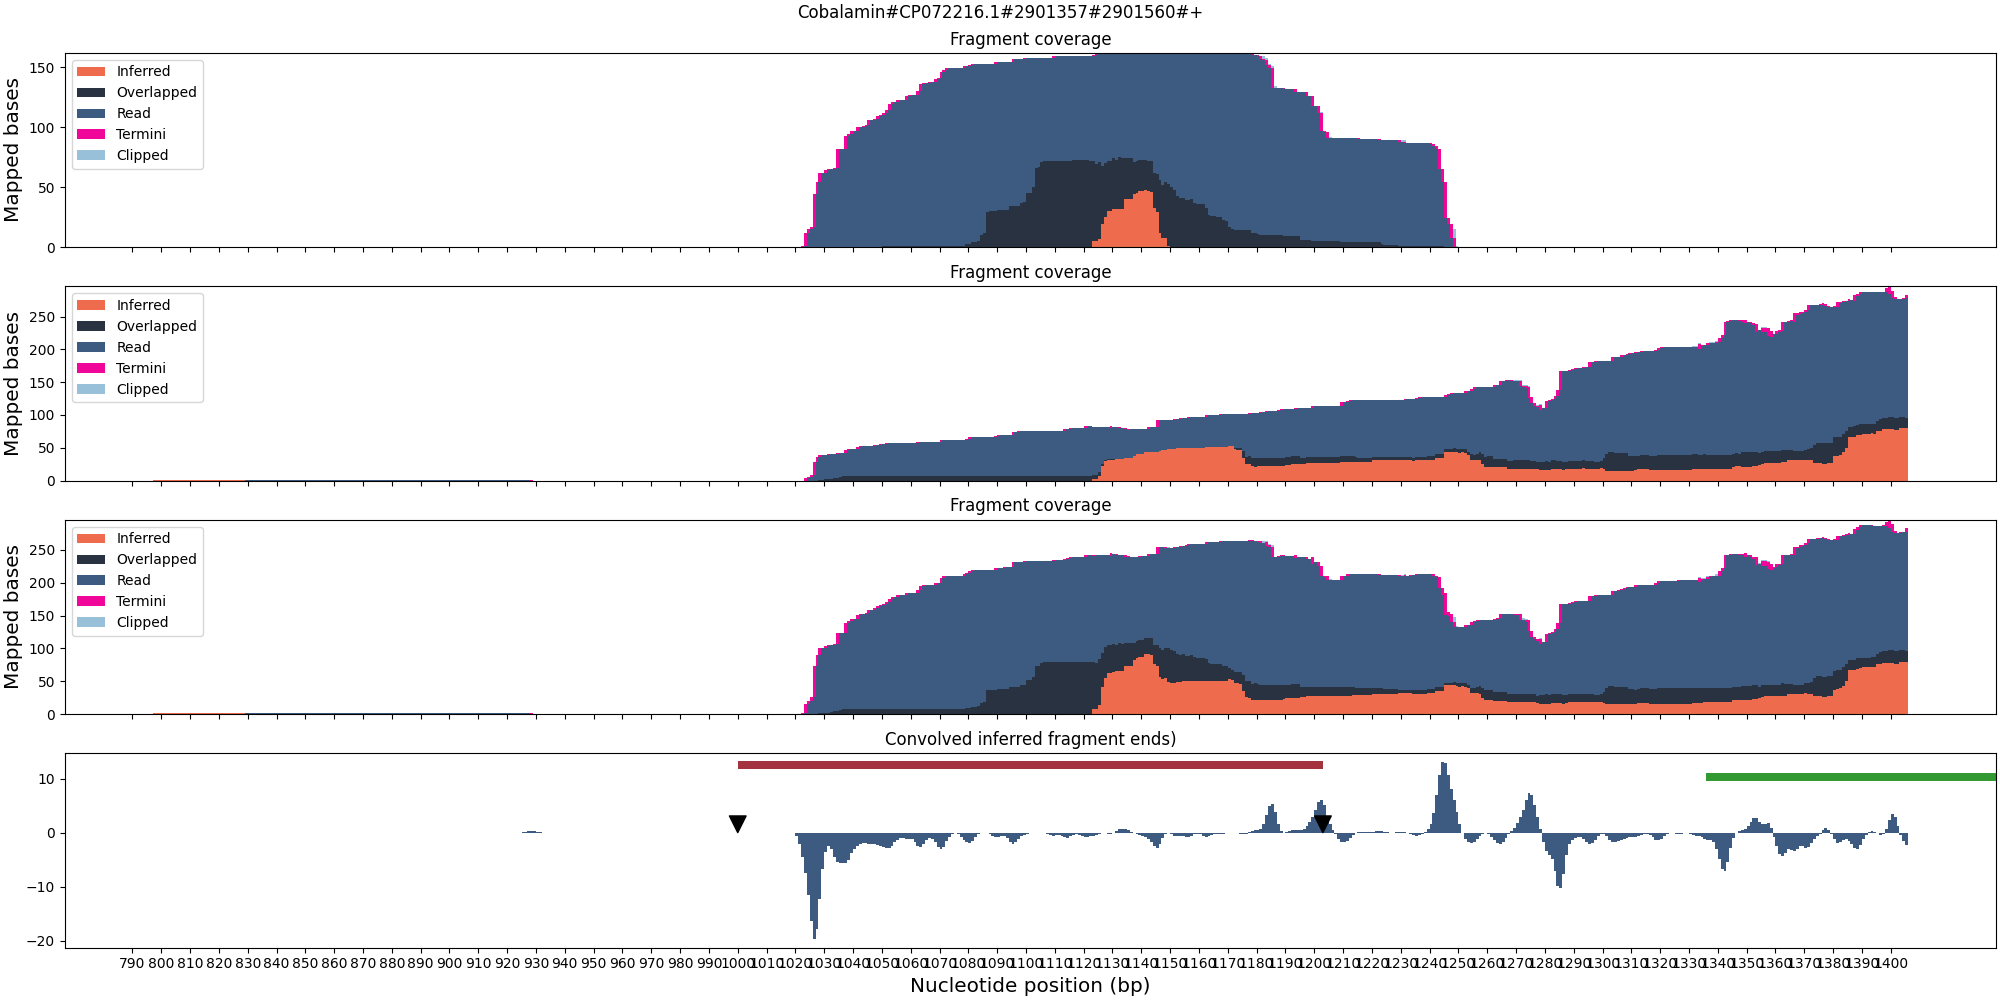 Cobalamin#CP072216.1#2901357#2901560#+
Fragment coverage
Mapped bases
150
100
50
0
Inferred
Overlapped
Read
Termini
Clipped
Fragment coverage
Mapped bases
250
200
150
100
50
0
Inferred
Overlapped
Read
Termini
Clipped
Fragment coverage
Mapped bases
250
200
150
100
50
0
Inferred
Overlapped
Read
Termini
Clipped
Convolved inferred fragment ends)
10
0
−10
−20
790 800 810 820 830 840 850 860 870 880 890 900 910 920 930 940 950 960 970 980 990 1000 1010 1020 1030 1040 1050 1060 1070 1080 1090 1100 1110 1120 1130 1140 1150 1160 1170 1180 1190 1200 1210 1220 1230 1240 1250 1260 1270 1280 1290 1300 1310 1320 1330 1340 1350 1360 1370 1380 1390 1400
Nucleotide position (bp)